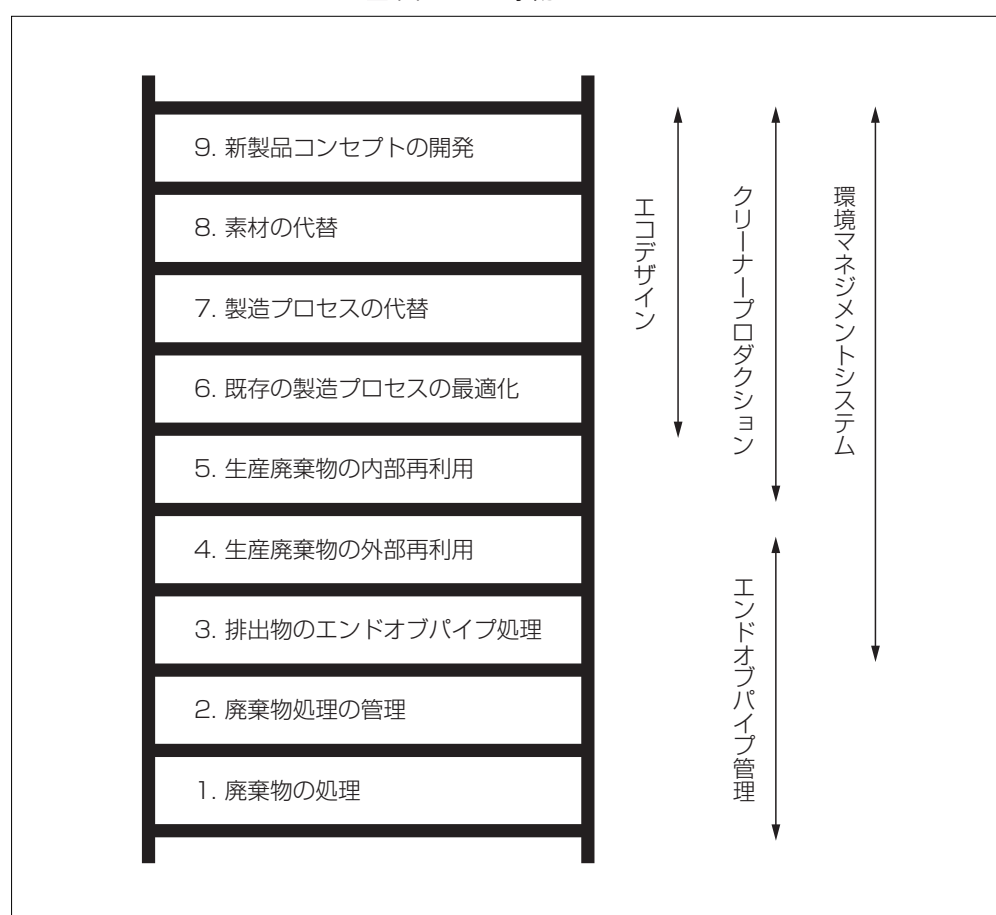 9. 新製品コンセプトの開発
8. 素材の代替
7. 製造プロセスの代替
6. 既存の製造プロセスの最適化
5. 生産廃棄物の内部再利用
4. 生産廃棄物の外部再利用
3. 排出物のエンドオブパイプ処理
2. 廃棄物処理の管理
1. 廃棄物の処理
エコデザイン
クリーナープロダクション
エンドオブパイプ管理
環境マネジメントシステム